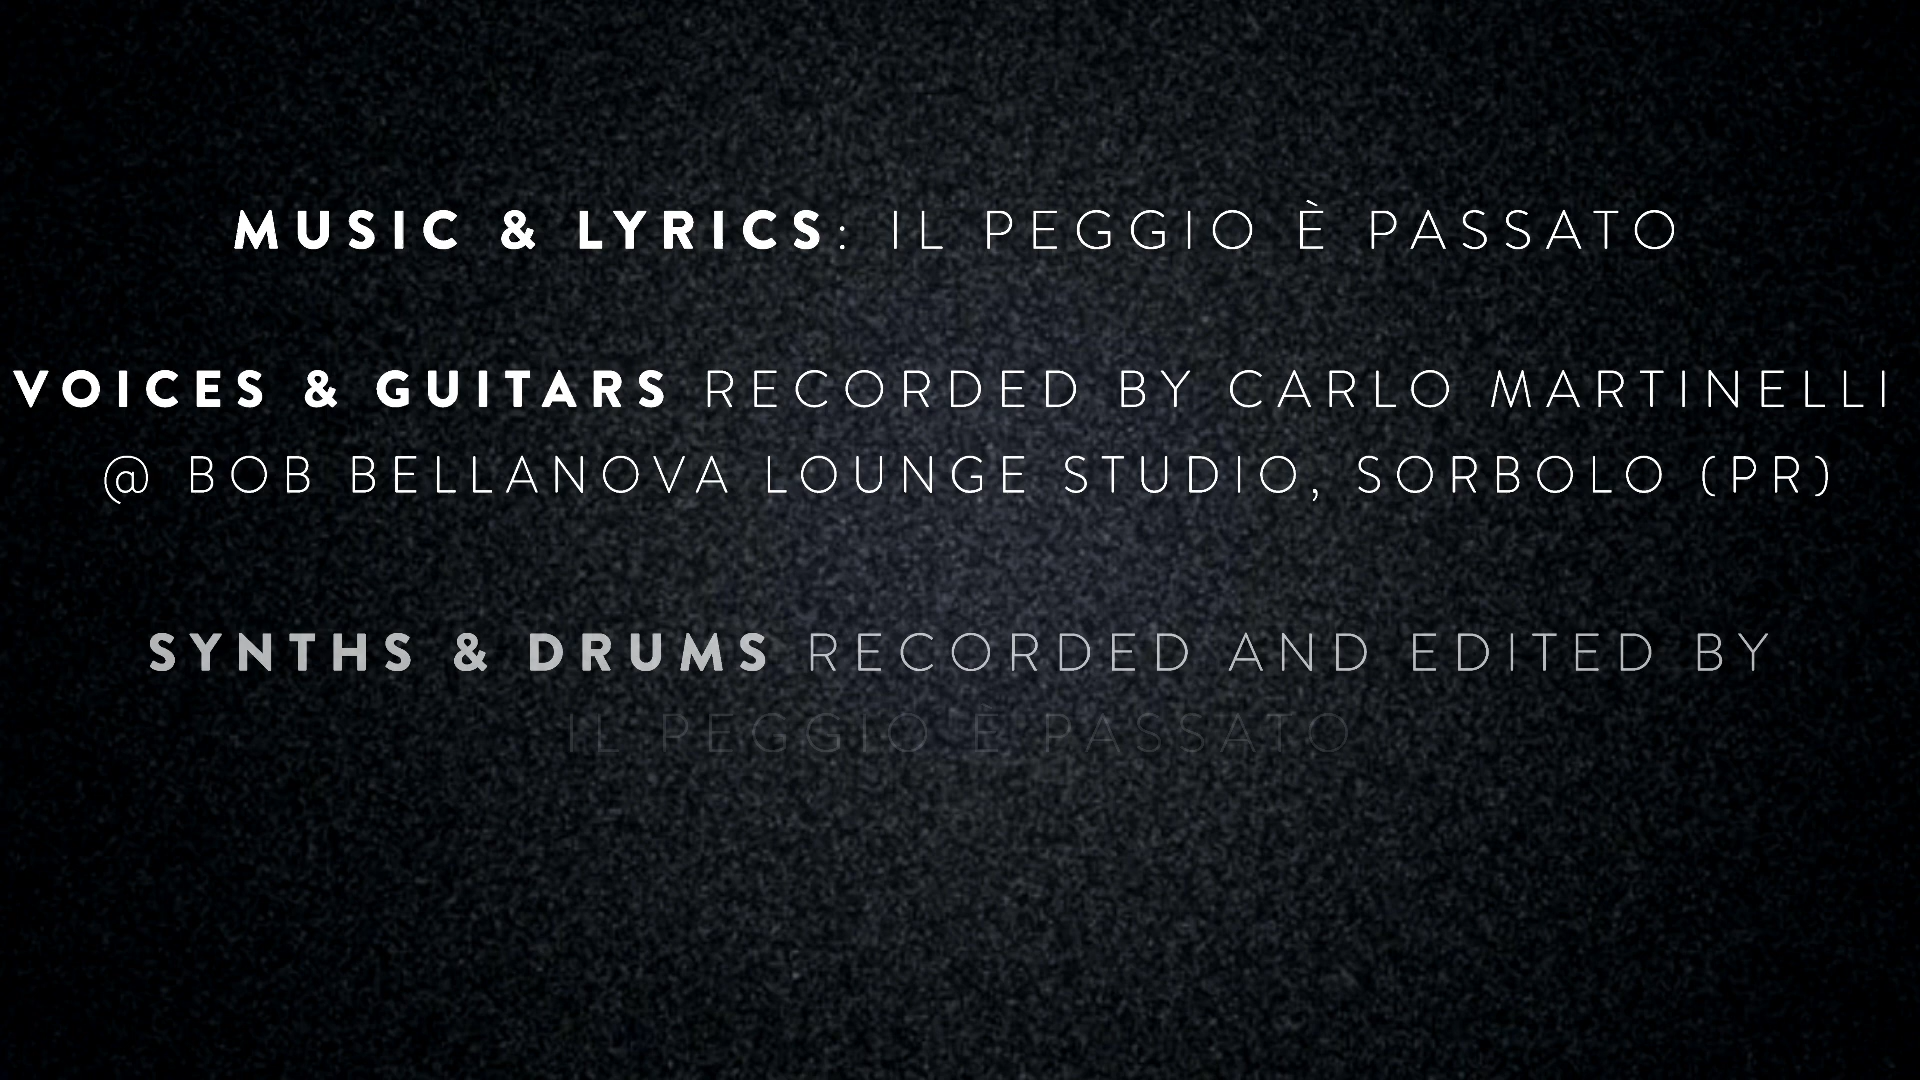 MUSIC & LYRICS: IL PEGGIO È PASSATO
VOICES & GUITARS RECORDED BY CARLO MARTINELLI
@ BOB BELLANOVA LOUNGE STUDIO, SORBOLO (PR)
SYNTHS & DRUMS RECORDED AND EDITED BY
IL PEGGIO È PASSATO